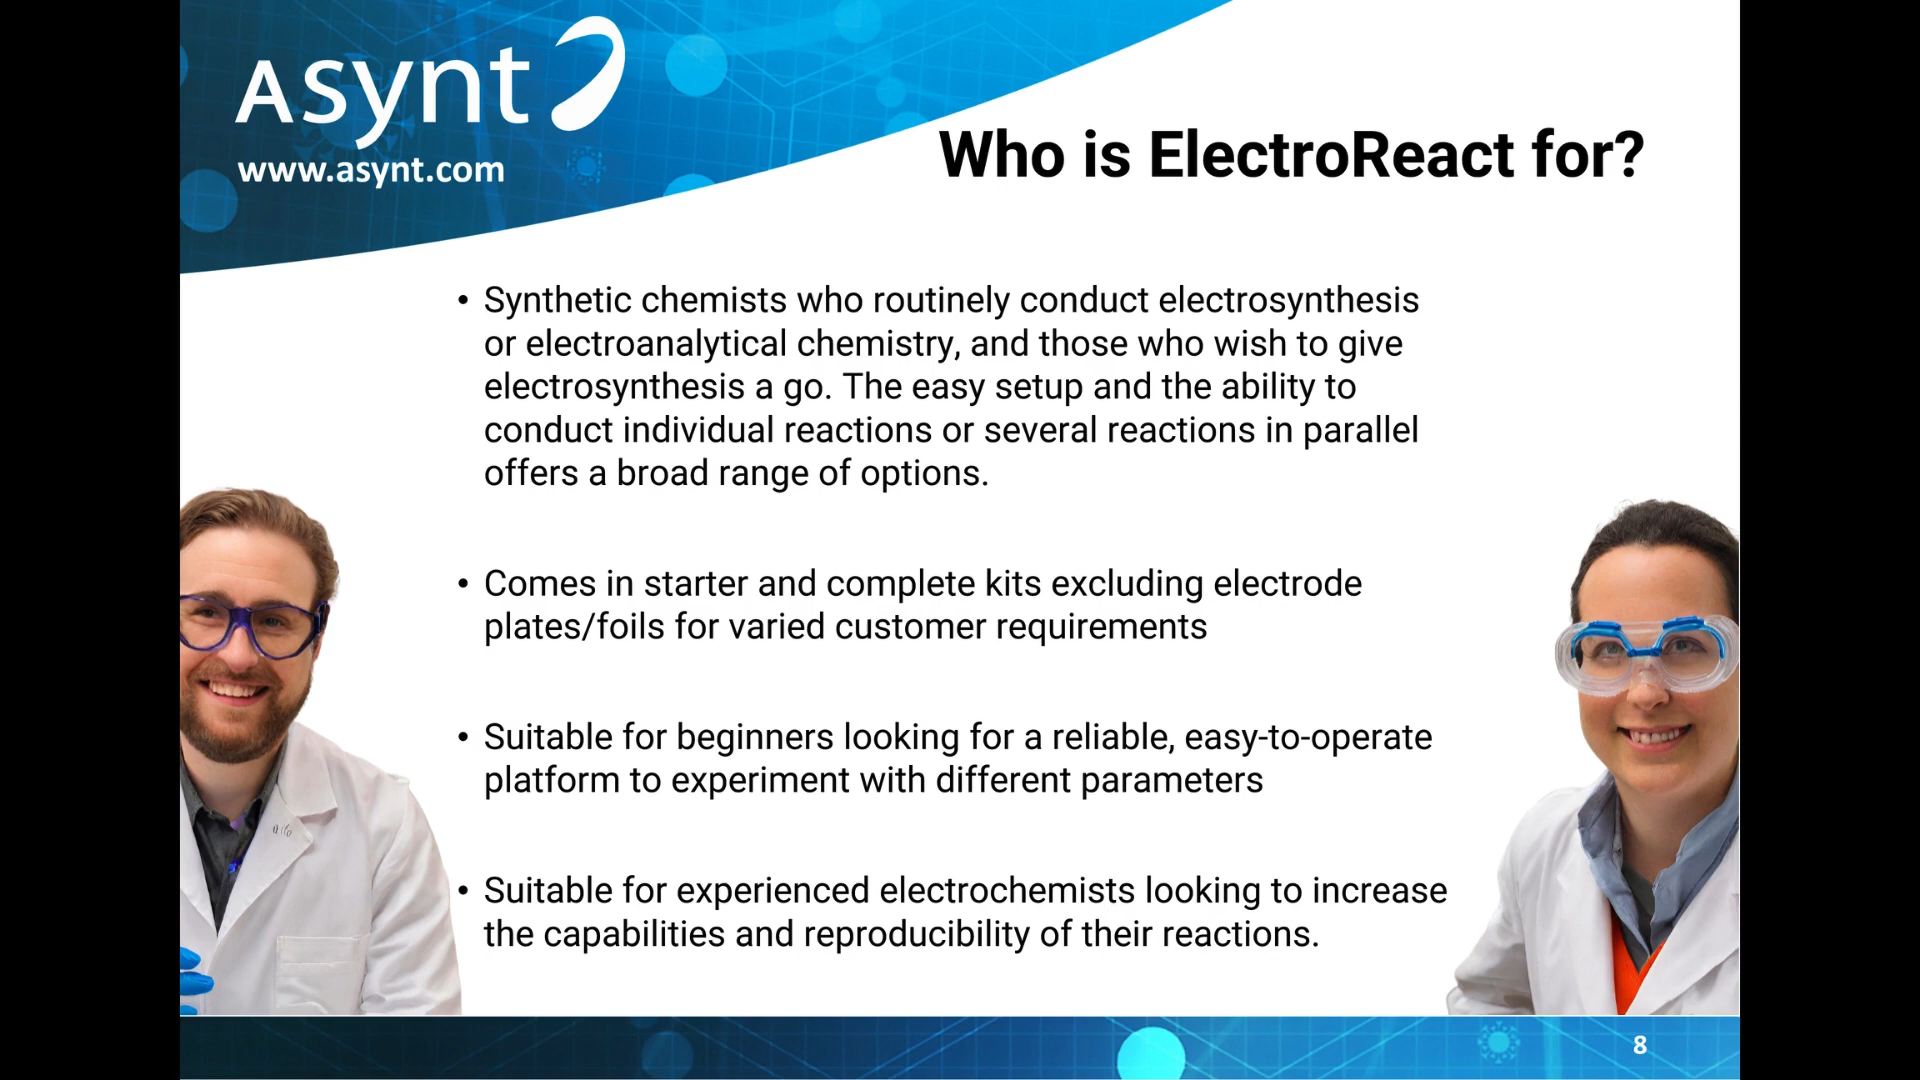 Asynt
www.asynt.com
Who is ElectroReact for?
• Synthetic chemists who routinely conduct electrosynthesis
or electroanalytical chemistry, and those who wish to give
electrosynthesis a go. The easy setup and the ability to
conduct individual reactions or several reactions in parallel
offers a broad range of options.
• Comes in starter and complete kits excluding electrode
plates/foils for varied customer requirements
• Suitable for beginners looking for a reliable, easy-to-operate
platform to experiment with different parameters
• Suitable for experienced electrochemists looking to increase
the capabilities and reproducibility of their reactions.
8